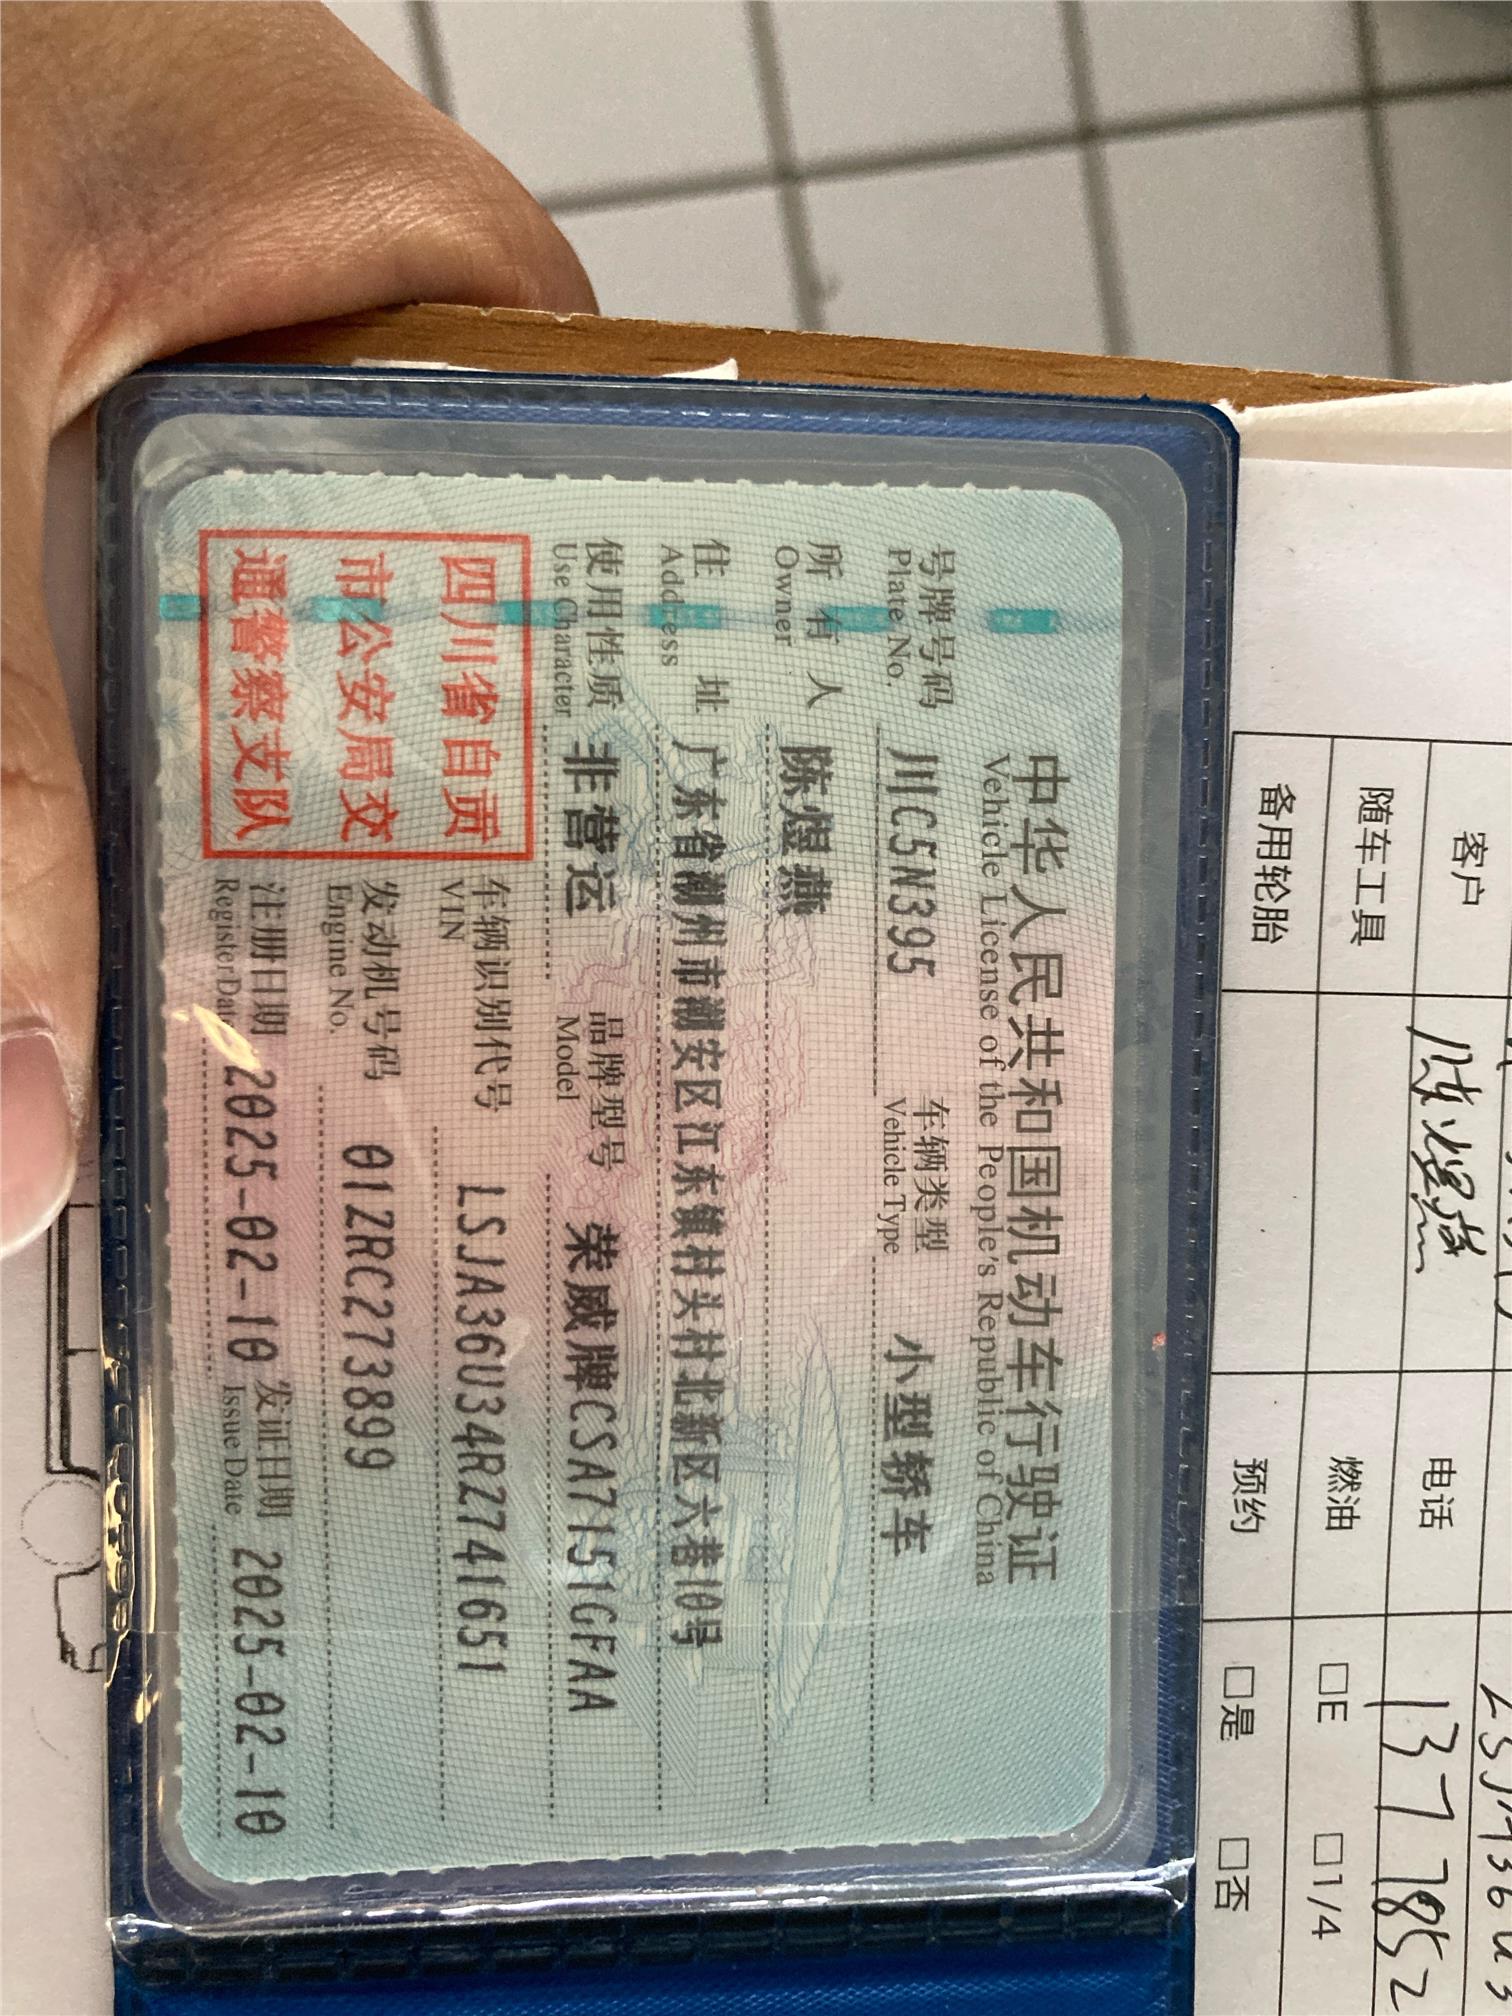 中华人民共和国机动车行驶证
Vehicle License of the People's Republic of China
号牌号码 川C5N395 车辆类型 小型轿车
Plate No. Vehicle Type
所有人 陈煜燕
Owner
住址 广东省潮州市潮安区江东镇村头村北新区六巷10号
Address
使用性质 非营运 品牌型号 荣威牌CSA7151GFAA
Use Character Model
四川省自贡
市公安局交
通警察支队
车辆识别代号 LSJA36U34RZ741651
VIN
发动机号码 01ZRC273899
Engine No.
注册日期 2025-02-10 发证日期 2025-02-10
Register Date Issue Date
客户 陈煜燕 电话 1377852
随车工具 燃油 □E □1/4
备用轮胎 预约 □是 □否